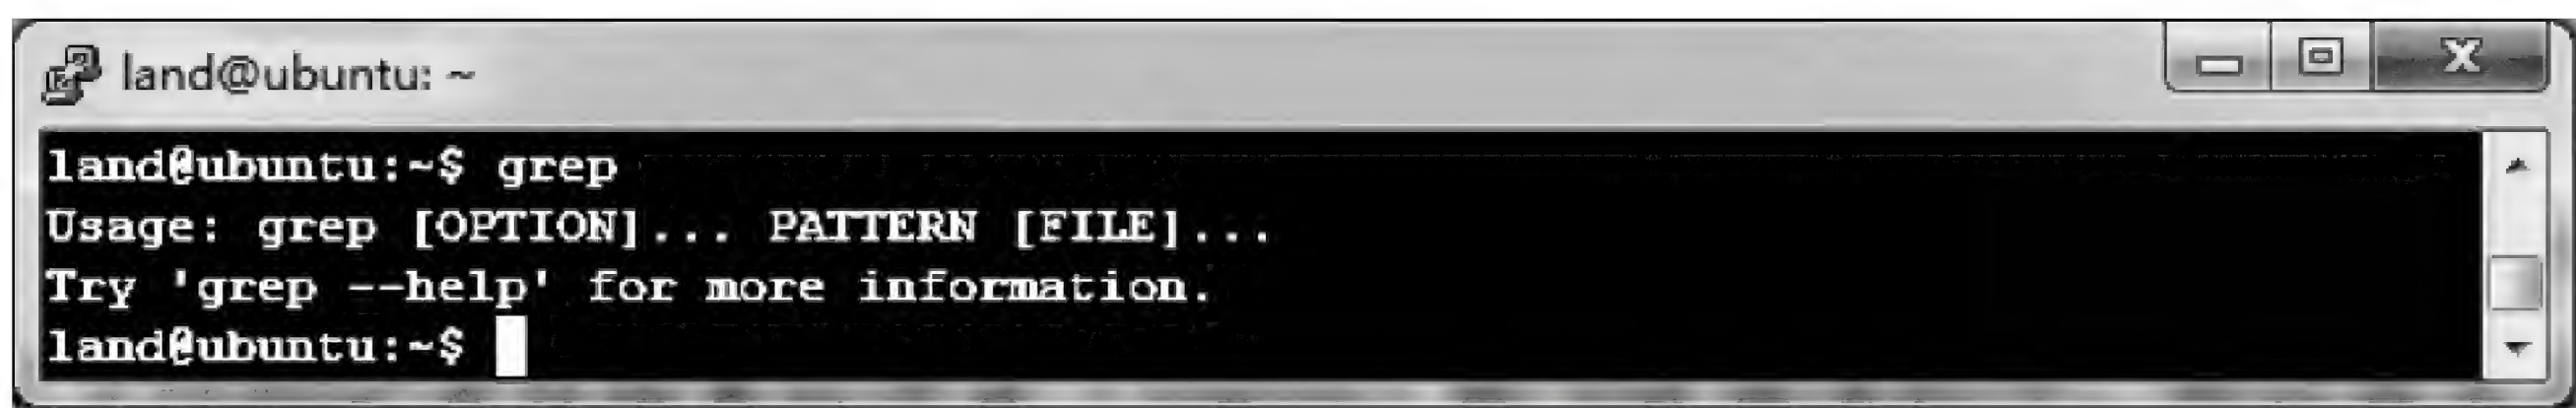 land@ubuntu: ~
land@ubuntu:~$ grep
Usage: grep [OPTION]... PATTERN [FILE]...
Try 'grep --help' for more information.
land@ubuntu:~$